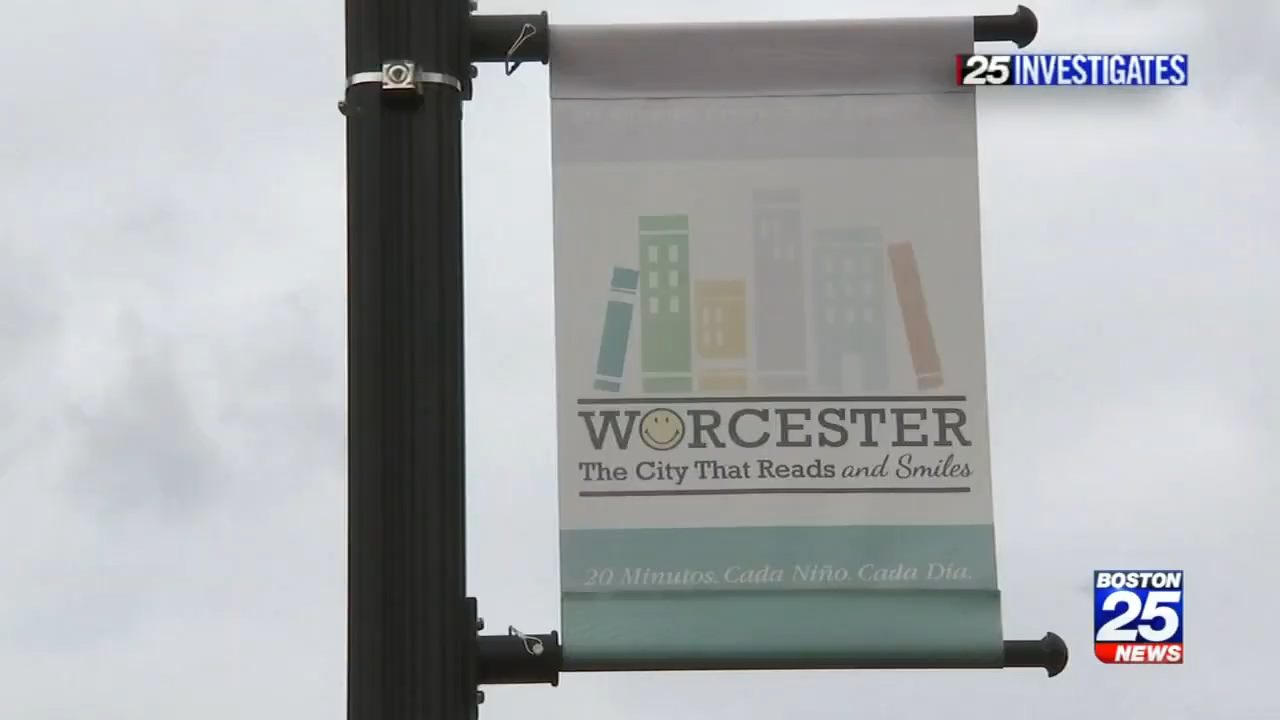 25 INVESTIGATES
WORCESTER
The City That Reads and Smiles
20 Minutos. Cada Niño. Cada Día.
BOSTON
25
NEWS